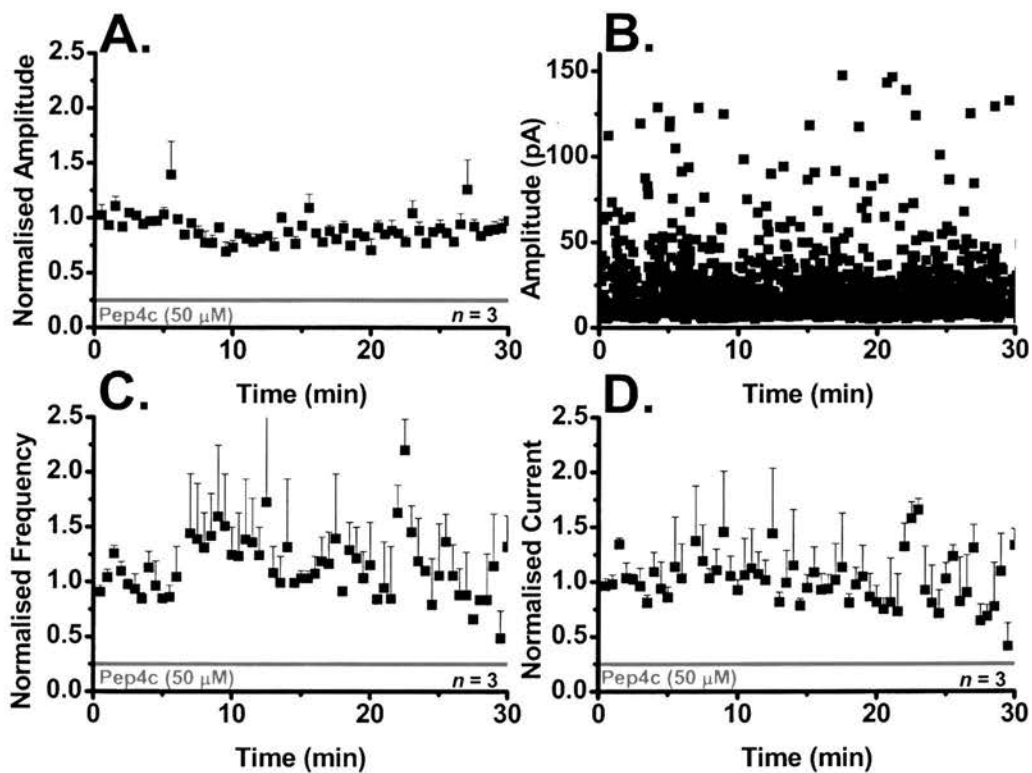 A.
2.5
2.0
1.5
1.0
0.5
0.0
Normalised Amplitude
Pep4c (50 μM)
n = 3
0 10 20 30
Time (min)
B.
150
100
50
0
Amplitude (pA)
0 10 20 30
Time (min)
C.
2.5
2.0
1.5
1.0
0.5
0.0
Normalised Frequency
Pep4c (50 μM)
n = 3
0 10 20 30
Time (min)
D.
2.5
2.0
1.5
1.0
0.5
0.0
Normalised Current
Pep4c (50 μM)
n = 3
0 10 20 30
Time (min)